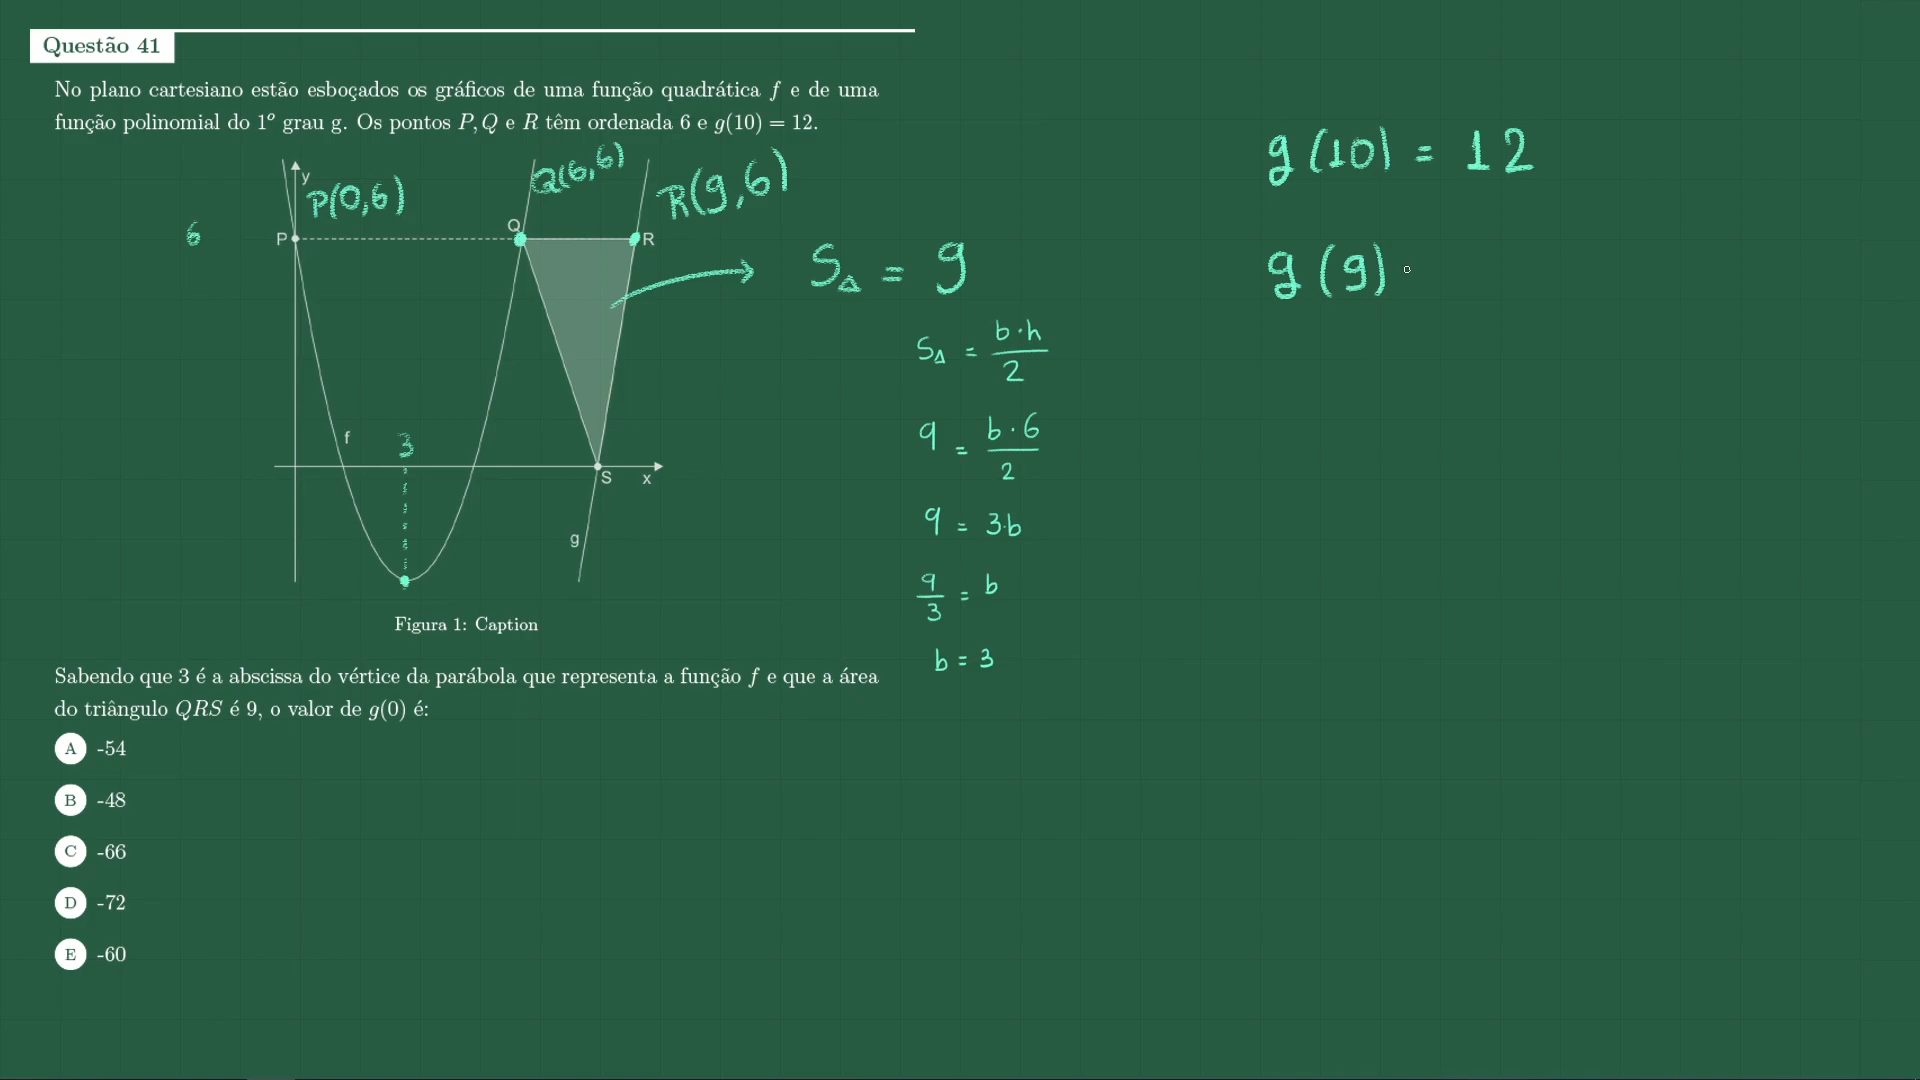 Questão 41
No plano cartesiano estão esboçados os gráficos de uma função quadrática f e de uma
função polinomial do 1º grau g. Os pontos P, Q e R têm ordenada 6 e g(10) = 12.
y
P(0,6)
Q(6,6)
R(9,6)
6
P
Q
R
f
3
S
x
g
Figura 1: Caption
Sabendo que 3 é a abscissa do vértice da parábola que representa a função f e que a área
do triângulo QRS é 9, o valor de g(0) é:
A -54
B -48
C -66
D -72
E -60
S△ = 9
S△ = b·h/2
9 = b·6/2
9 = 3·b
9/3 = b
b = 3
g(10) = 12
g(9)